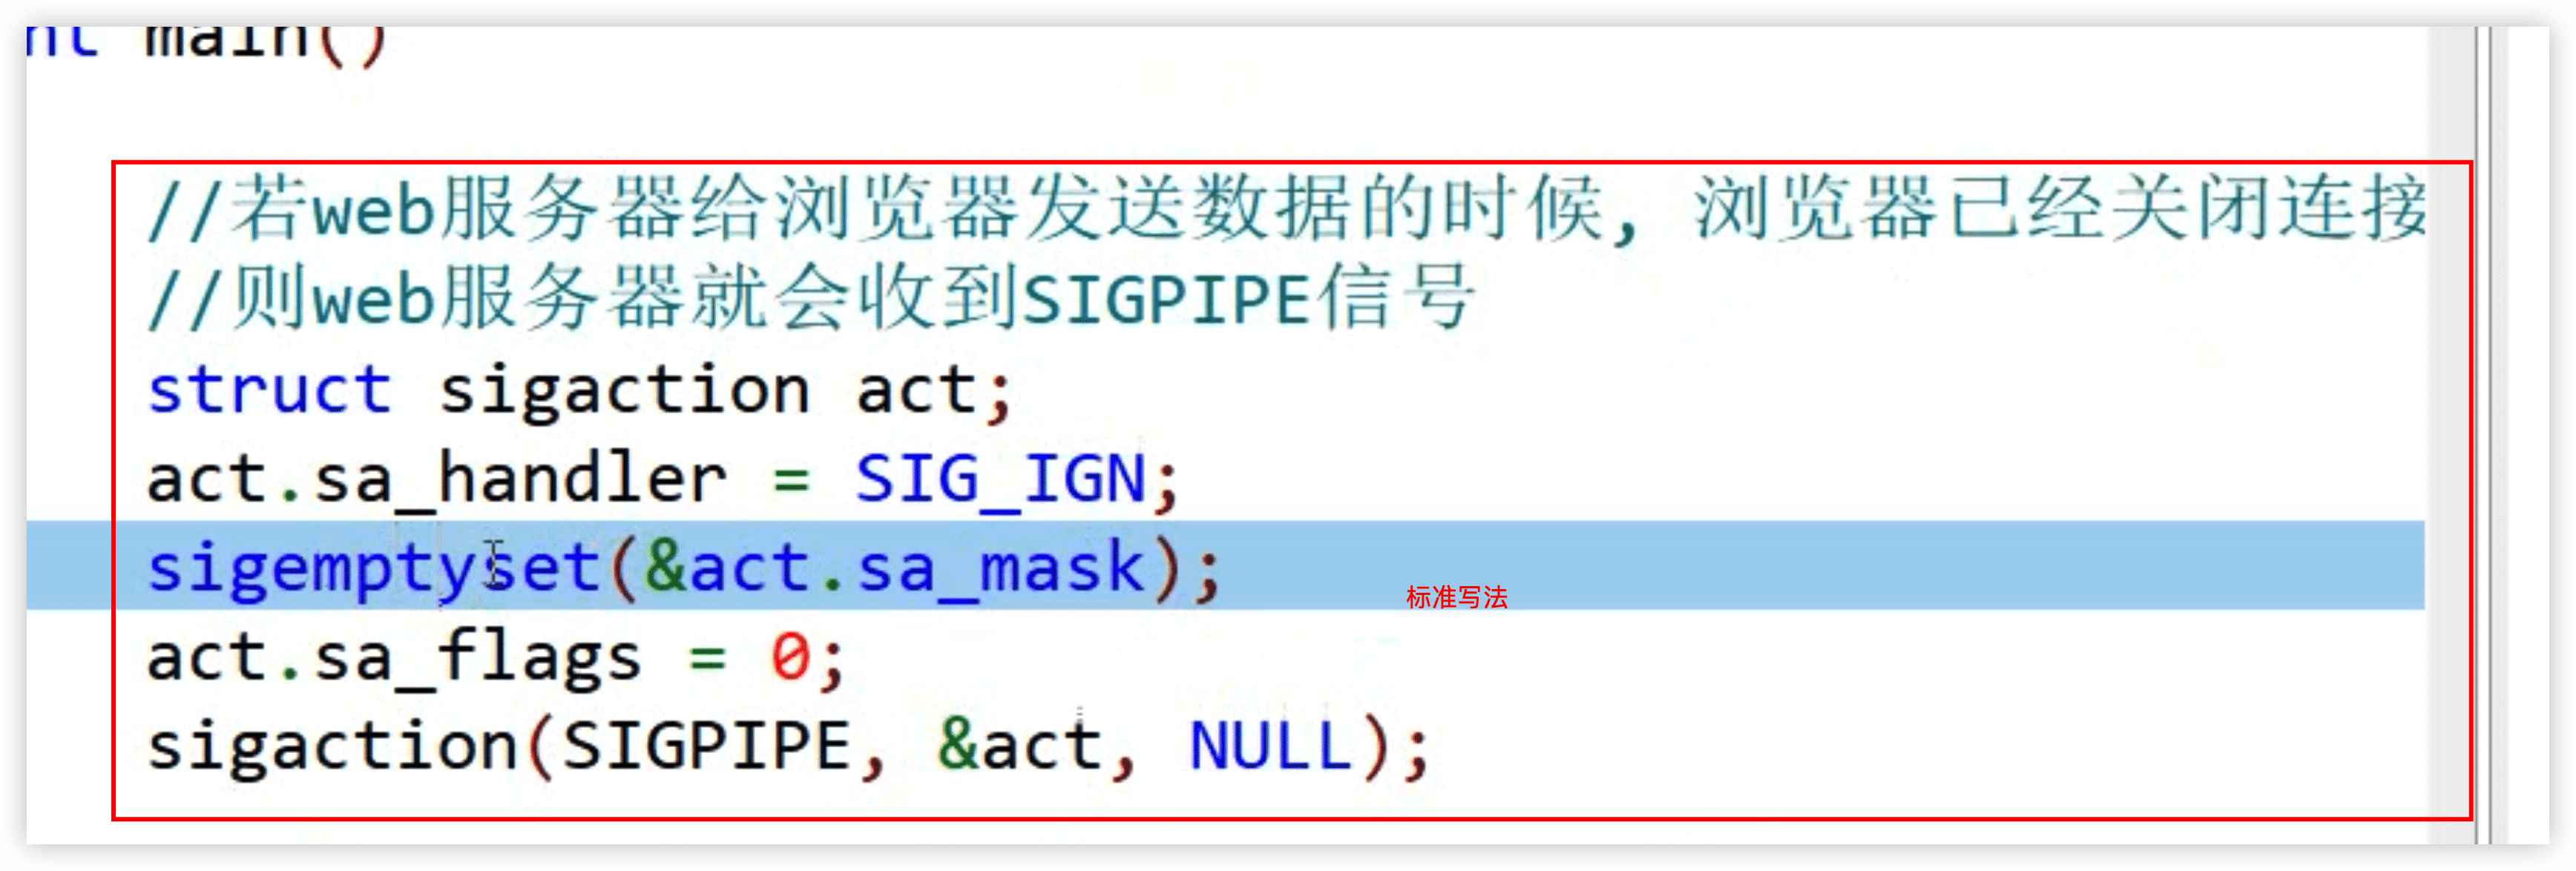 nt main()
//若web服务器给浏览器发送数据的时候, 浏览器已经关闭连接
//则web服务器就会收到SIGPIPE信号
struct sigaction act;
act.sa_handler = SIG_IGN;
sigemptyset(&act.sa_mask);
标准写法
act.sa_flags = 0;
sigaction(SIGPIPE, &act, NULL);